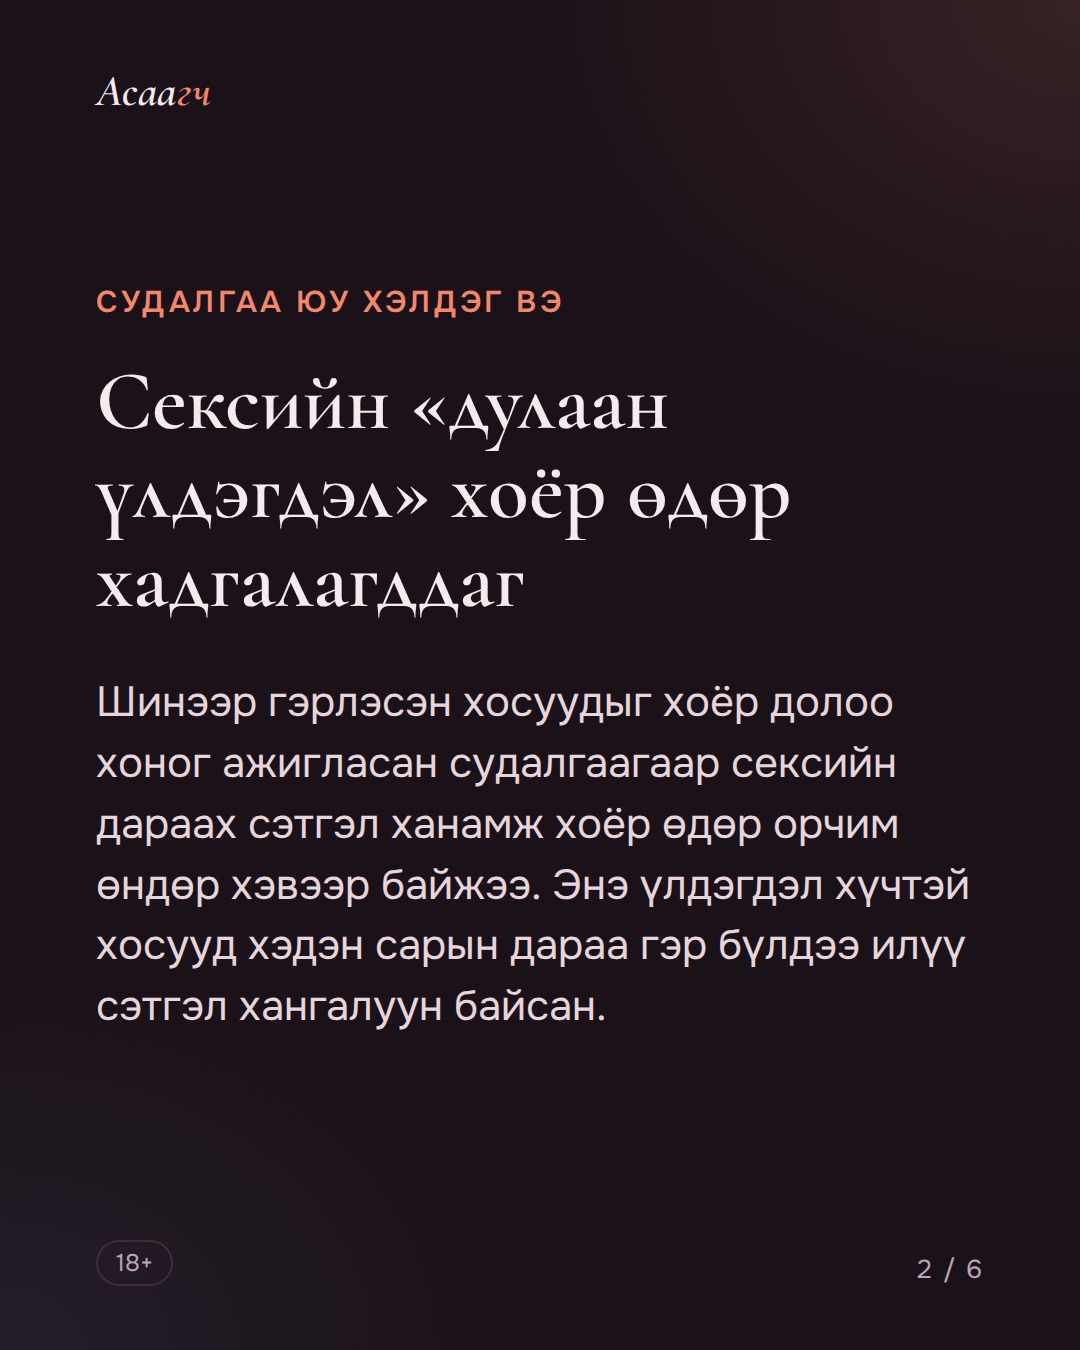 Асаагч
СУДАЛГАА ЮУ ХЭЛДЭГ ВЭ
Сексийн «дулаан
үлдэгдэл» хоёр өдөр
хадгалагддаг
Шинээр гэрлэсэн хосуудыг хоёр долоо
хоног ажигласан судалгаагаар сексийн
дараах сэтгэл ханамж хоёр өдөр орчим
өндөр хэвээр байжээ. Энэ үлдэгдэл хүчтэй
хосууд хэдэн сарын дараа гэр бүлдээ илүү
сэтгэл хангалуун байсан.
18+
2 / 6